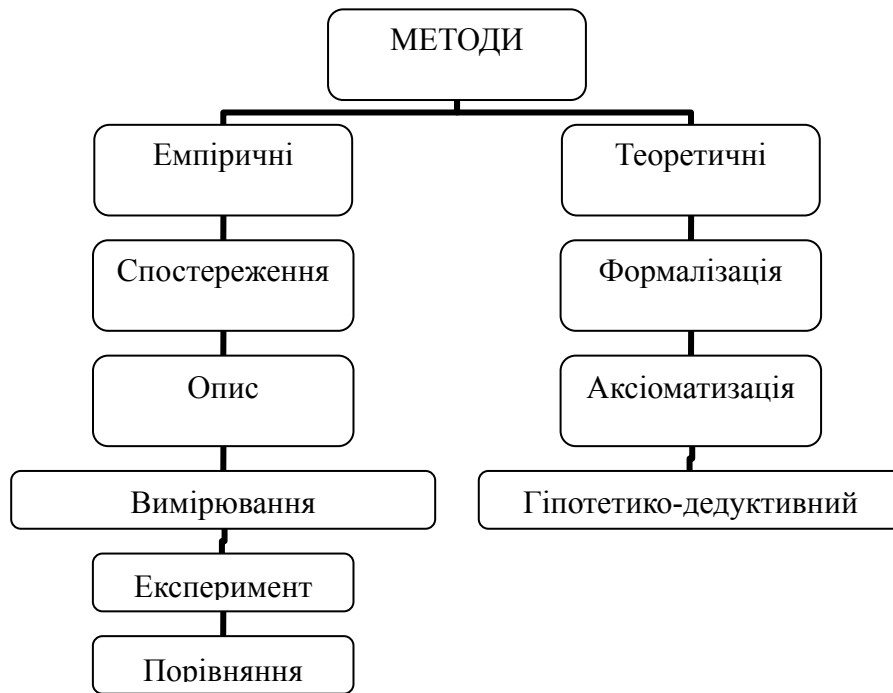 МЕТОДИ
Емпіричні
Теоретичні
Спостереження
Формалізація
Опис
Аксіоматизація
Вимірювання
Гіпотетико-дедуктивний
Експеримент
Порівняння